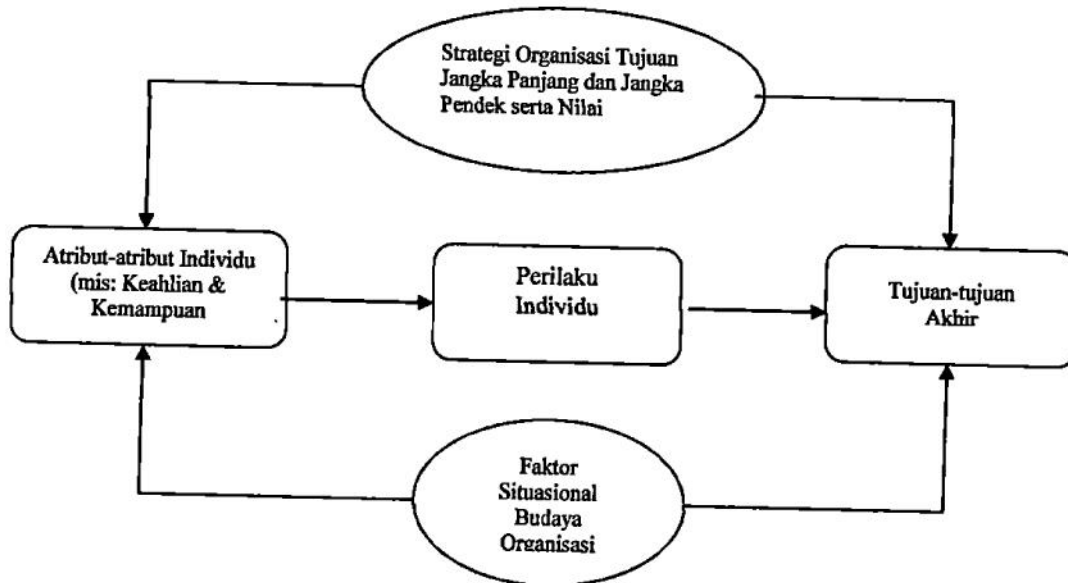 Strategi Organisasi Tujuan
Jangka Panjang dan Jangka
Pendek serta Nilai
Atribut-atribut Individu
(mis: Keahlian &
Kemampuan
Perilaku
Individu
Tujuan-tujuan
Akhir
Faktor
Situasional
Budaya
Organisasi